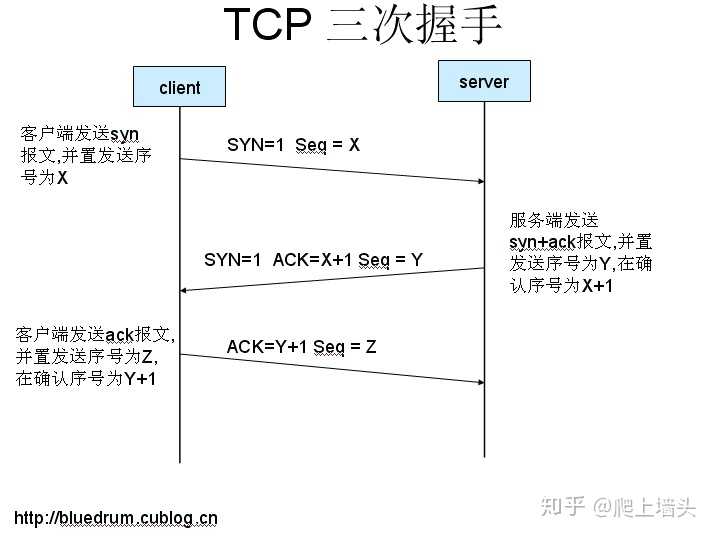 TCP 三次握手
client
server
客户端发送syn
报文,并置发送序
号为X
SYN=1 Seq = X
服务端发送
syn+ack报文,并置
发送序号为Y,在确
认序号为X+1
SYN=1 ACK=X+1 Seq = Y
客户端发送ack报文,
并置发送序号为Z,
在确认序号为Y+1
ACK=Y+1 Seq = Z
http://bluedrum.cublog.cn
知乎 @爬上墙头